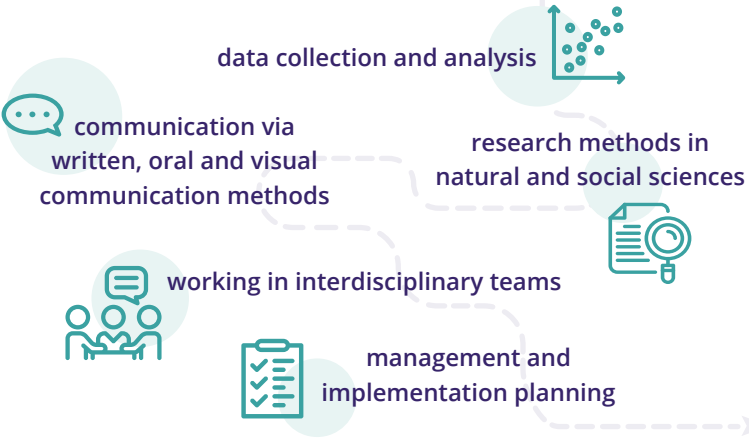 data collection and analysis
communication via
written, oral and visual
communication methods
research methods in
natural and social sciences
working in interdisciplinary teams
management and
implementation planning